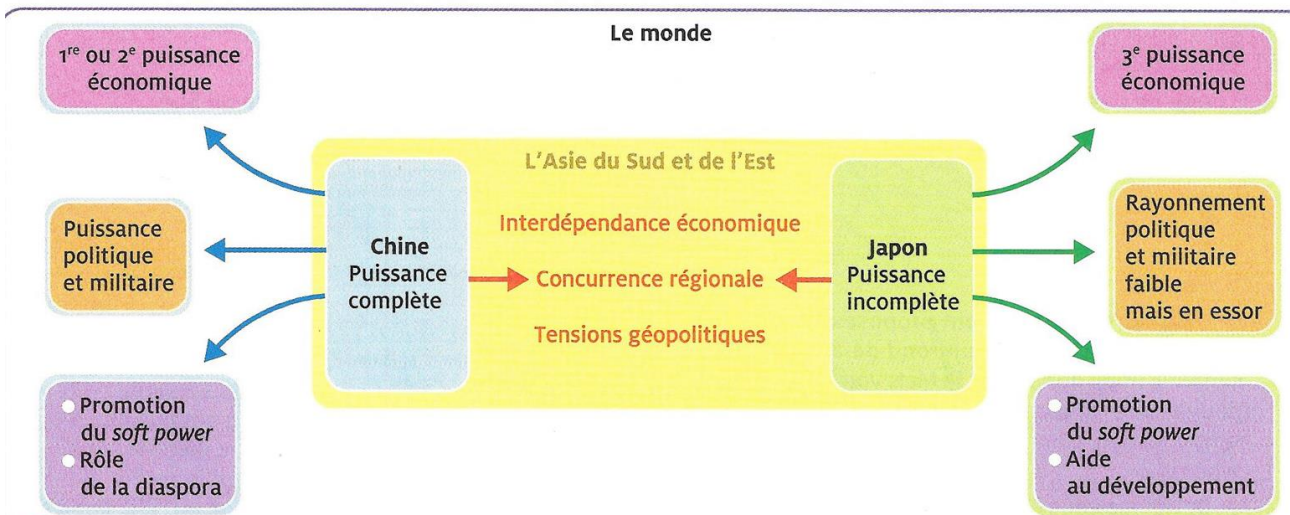 Le monde
1re ou 2e puissance
économique
3e puissance
économique
L'Asie du Sud et de l'Est
Puissance
politique
et militaire
Chine
Puissance
complète
Interdépendance économique
Concurrence régionale
Tensions géopolitiques
Japon
Puissance
incomplète
Rayonnement
politique
et militaire
faible
mais en essor
Promotion
du soft power
Rôle
de la diaspora
Promotion
du soft power
Aide
au développement